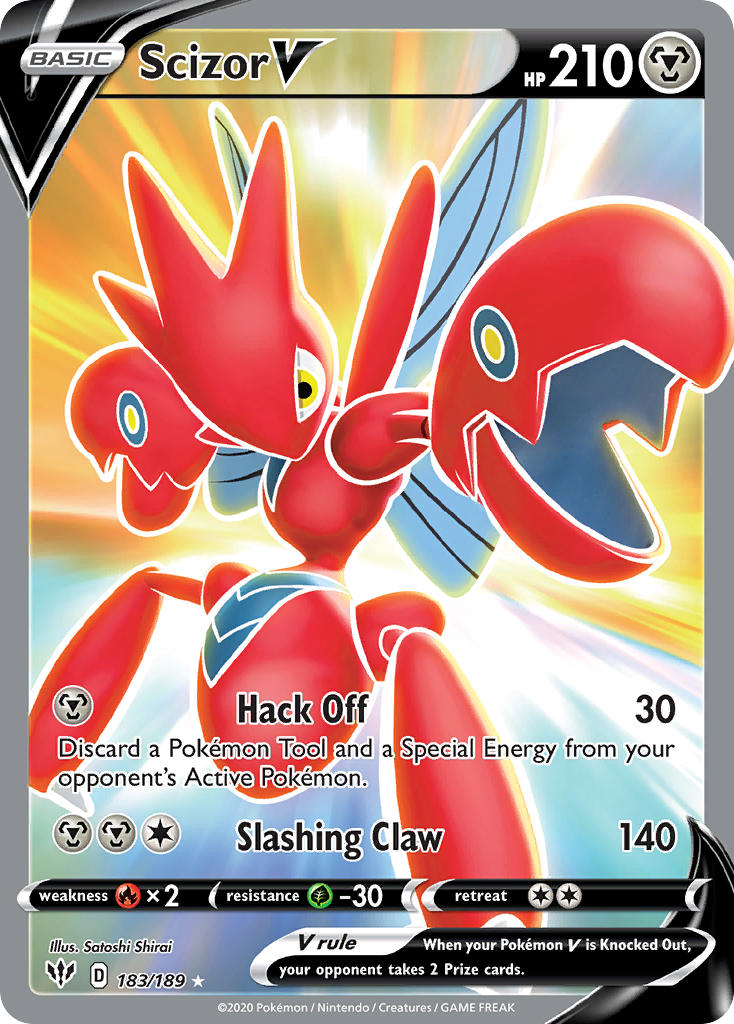 BASIC
Scizor V
HP 210
Hack Off 30
Discard a Pokémon Tool and a Special Energy from your
opponent's Active Pokémon.
Slashing Claw 140
weakness ×2 resistance -30 retreat
Illus. Satoshi Shirai
V rule
When your Pokémon V is Knocked Out,
your opponent takes 2 Prize cards.
D 183/189
©2020 Pokémon / Nintendo / Creatures / GAME FREAK